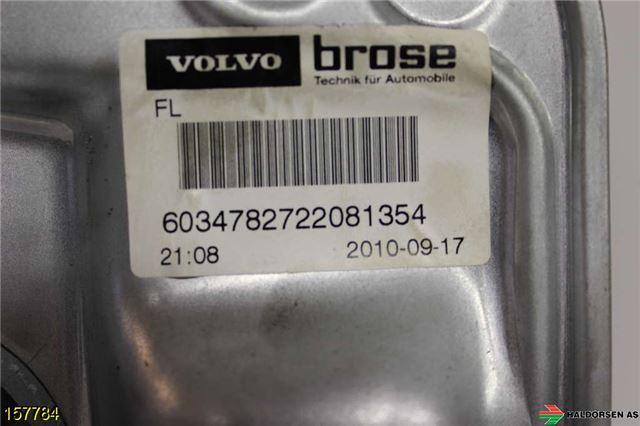 VOLVO brose
Technik für Automobile
FL
6034782722081354
21:08 2010-09-17
157784 HALDORSEN AS